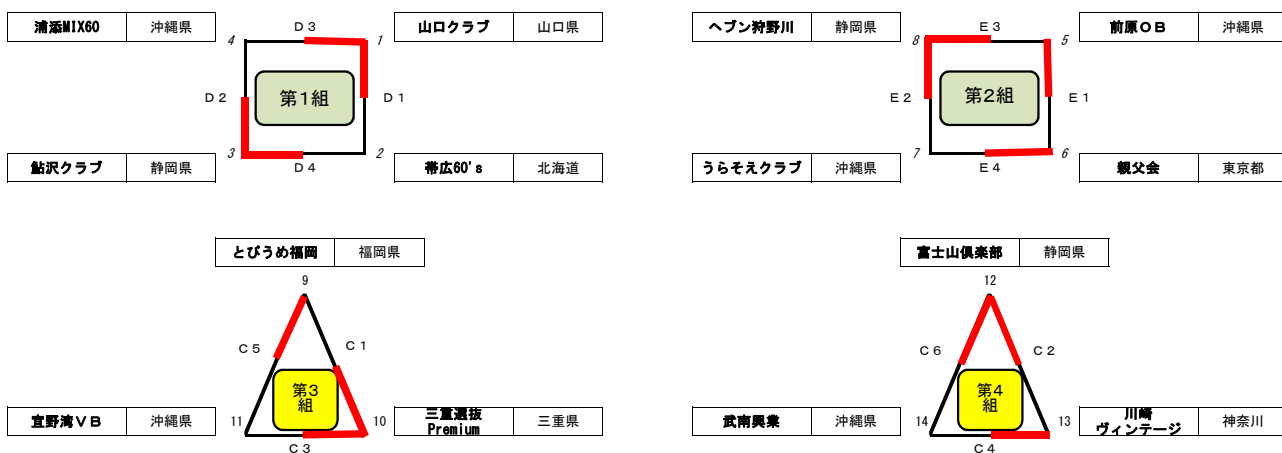 浦添MIX60 沖縄県
D3
山口クラブ 山口県
4
1
D2
第1組
D1
3
2
鮎沢クラブ 静岡県
D4
帯広60's 北海道
ヘブン狩野川 静岡県
E3
前原OB 沖縄県
8
5
E2
第2組
E1
7
6
うらそえクラブ 沖縄県
E4
親父会 東京都
とびうめ福岡 福岡県
9
C5
C1
第3
組
宜野湾VB 沖縄県
11
10
三重選抜
Premium
三重県
C3
富士山倶楽部 静岡県
12
C6
C2
第4
組
武南興業 沖縄県
14
13
川崎
ヴィンテージ
神奈川
C4